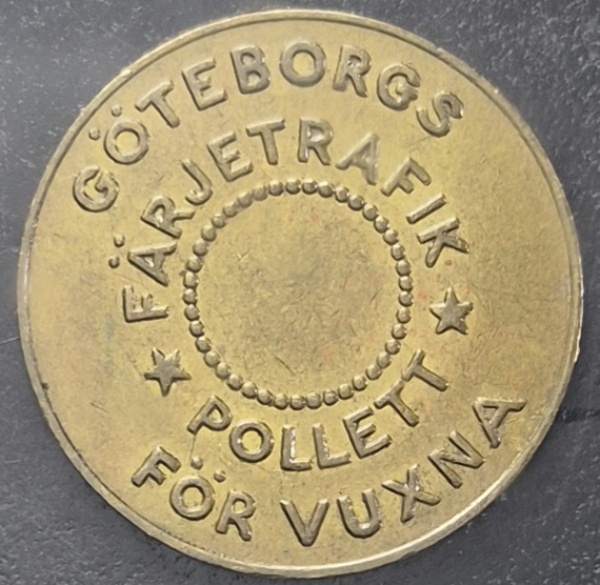 GÖTEBORGS
FÄRJETRAFIK
POLLETT
FÖR VUXNA